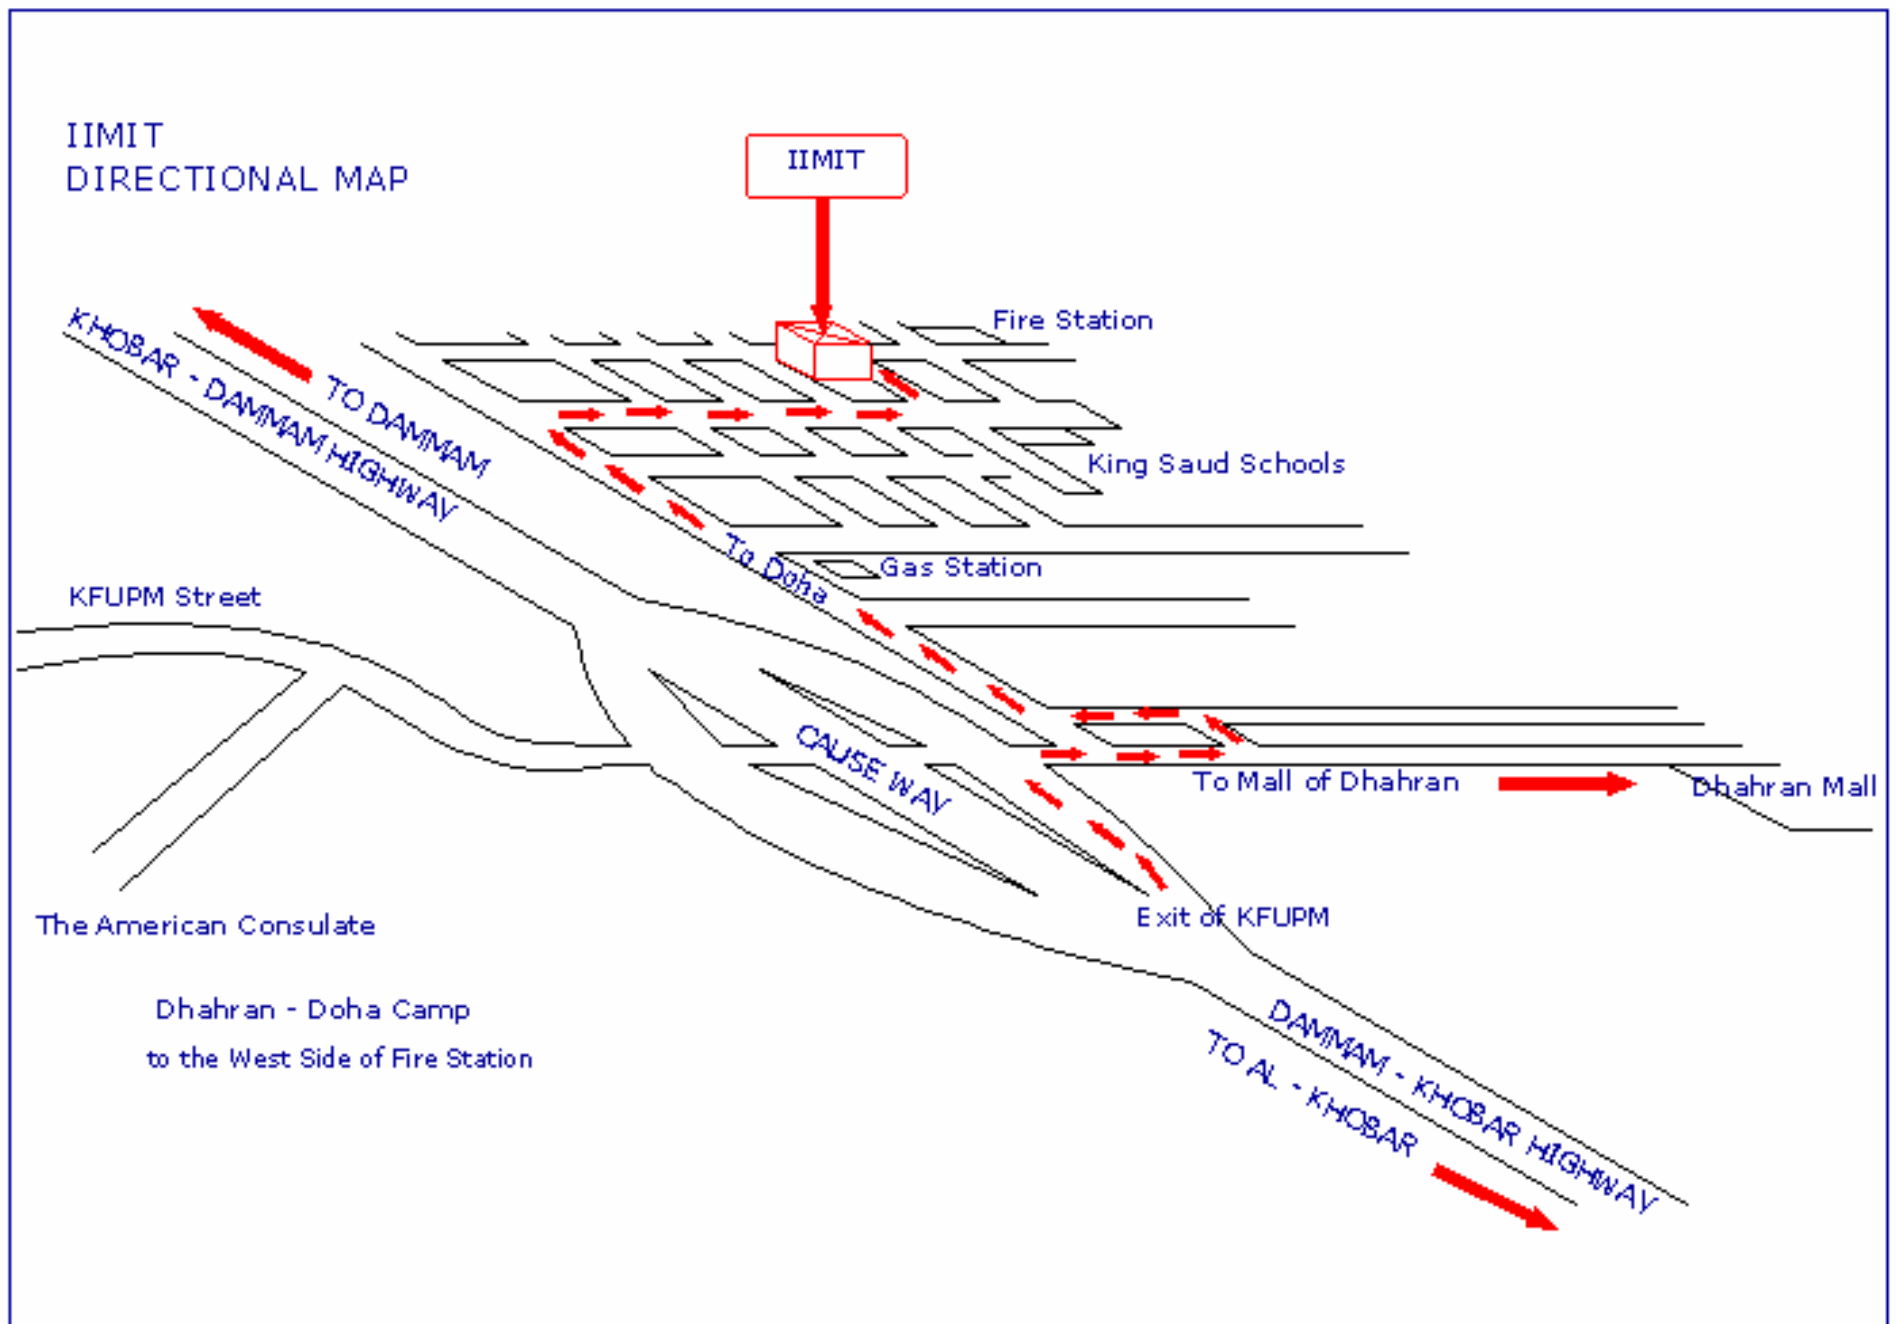 IIMIT
DIRECTIONAL MAP
IIMIT
Fire Station
KHOBAR - DAMMAM HIGHWAY
TO DAMMAM
King Saud Schools
To Doha
Gas Station
KFUPM Street
CAUSE WAY
To Mall of Dhahran
Dhahran Mall
The American Consulate
Exit of KFUPM
Dhahran - Doha Camp
to the West Side of Fire Station
DAMMAM - KHOBAR HIGHWAY
TO AL - KHOBAR